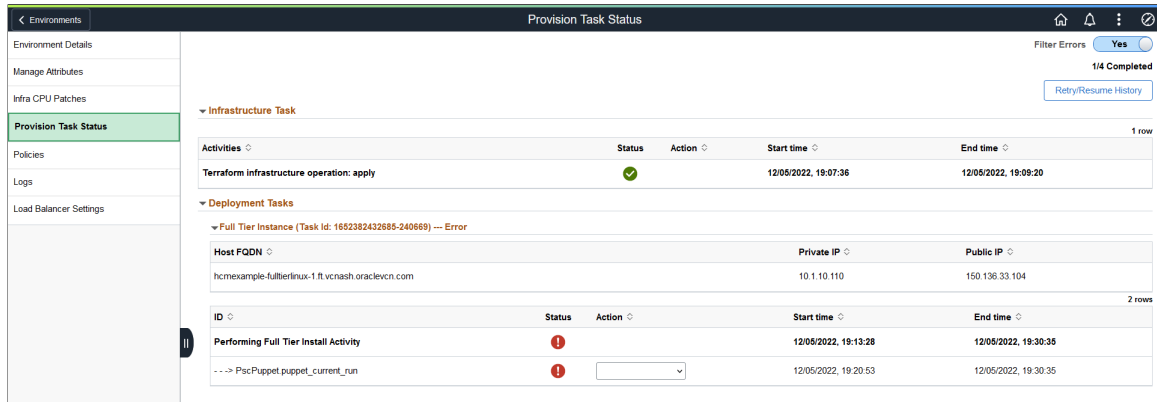 Environments
Provision Task Status
Environment Details
Manage Attributes
Infra CPU Patches
Provision Task Status
Policies
Logs
Load Balancer Settings
Filter Errors Yes
1/4 Completed
Retry/Resume History
Infrastructure Task
1 row
Activities Status Action Start time End time
Terraform infrastructure operation: apply 12/05/2022, 19:07:36 12/05/2022, 19:09:20
Deployment Tasks
Full Tier Instance (Task Id: 1652382432685-240669) --- Error
Host FQDN Private IP Public IP
hcmexample-fulltierlinux-1.ft.vcnash.oraclevcn.com 10.1.10.110 150.136.33.104
2 rows
ID Status Action Start time End time
Performing Full Tier Install Activity 12/05/2022, 19:13:28 12/05/2022, 19:30:35
- - -> PscPuppet.puppet_current_run 12/05/2022, 19:20:53 12/05/2022, 19:30:35